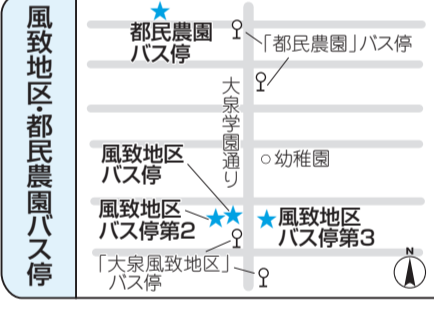 風致地区・都民農園バス停
都民農園
バス停
「都民農園」バス停
大泉学園通り
風致地区
バス停
幼稚園
風致地区
バス停第2
風致地区
バス停第3
「大泉風致地区」
バス停
N